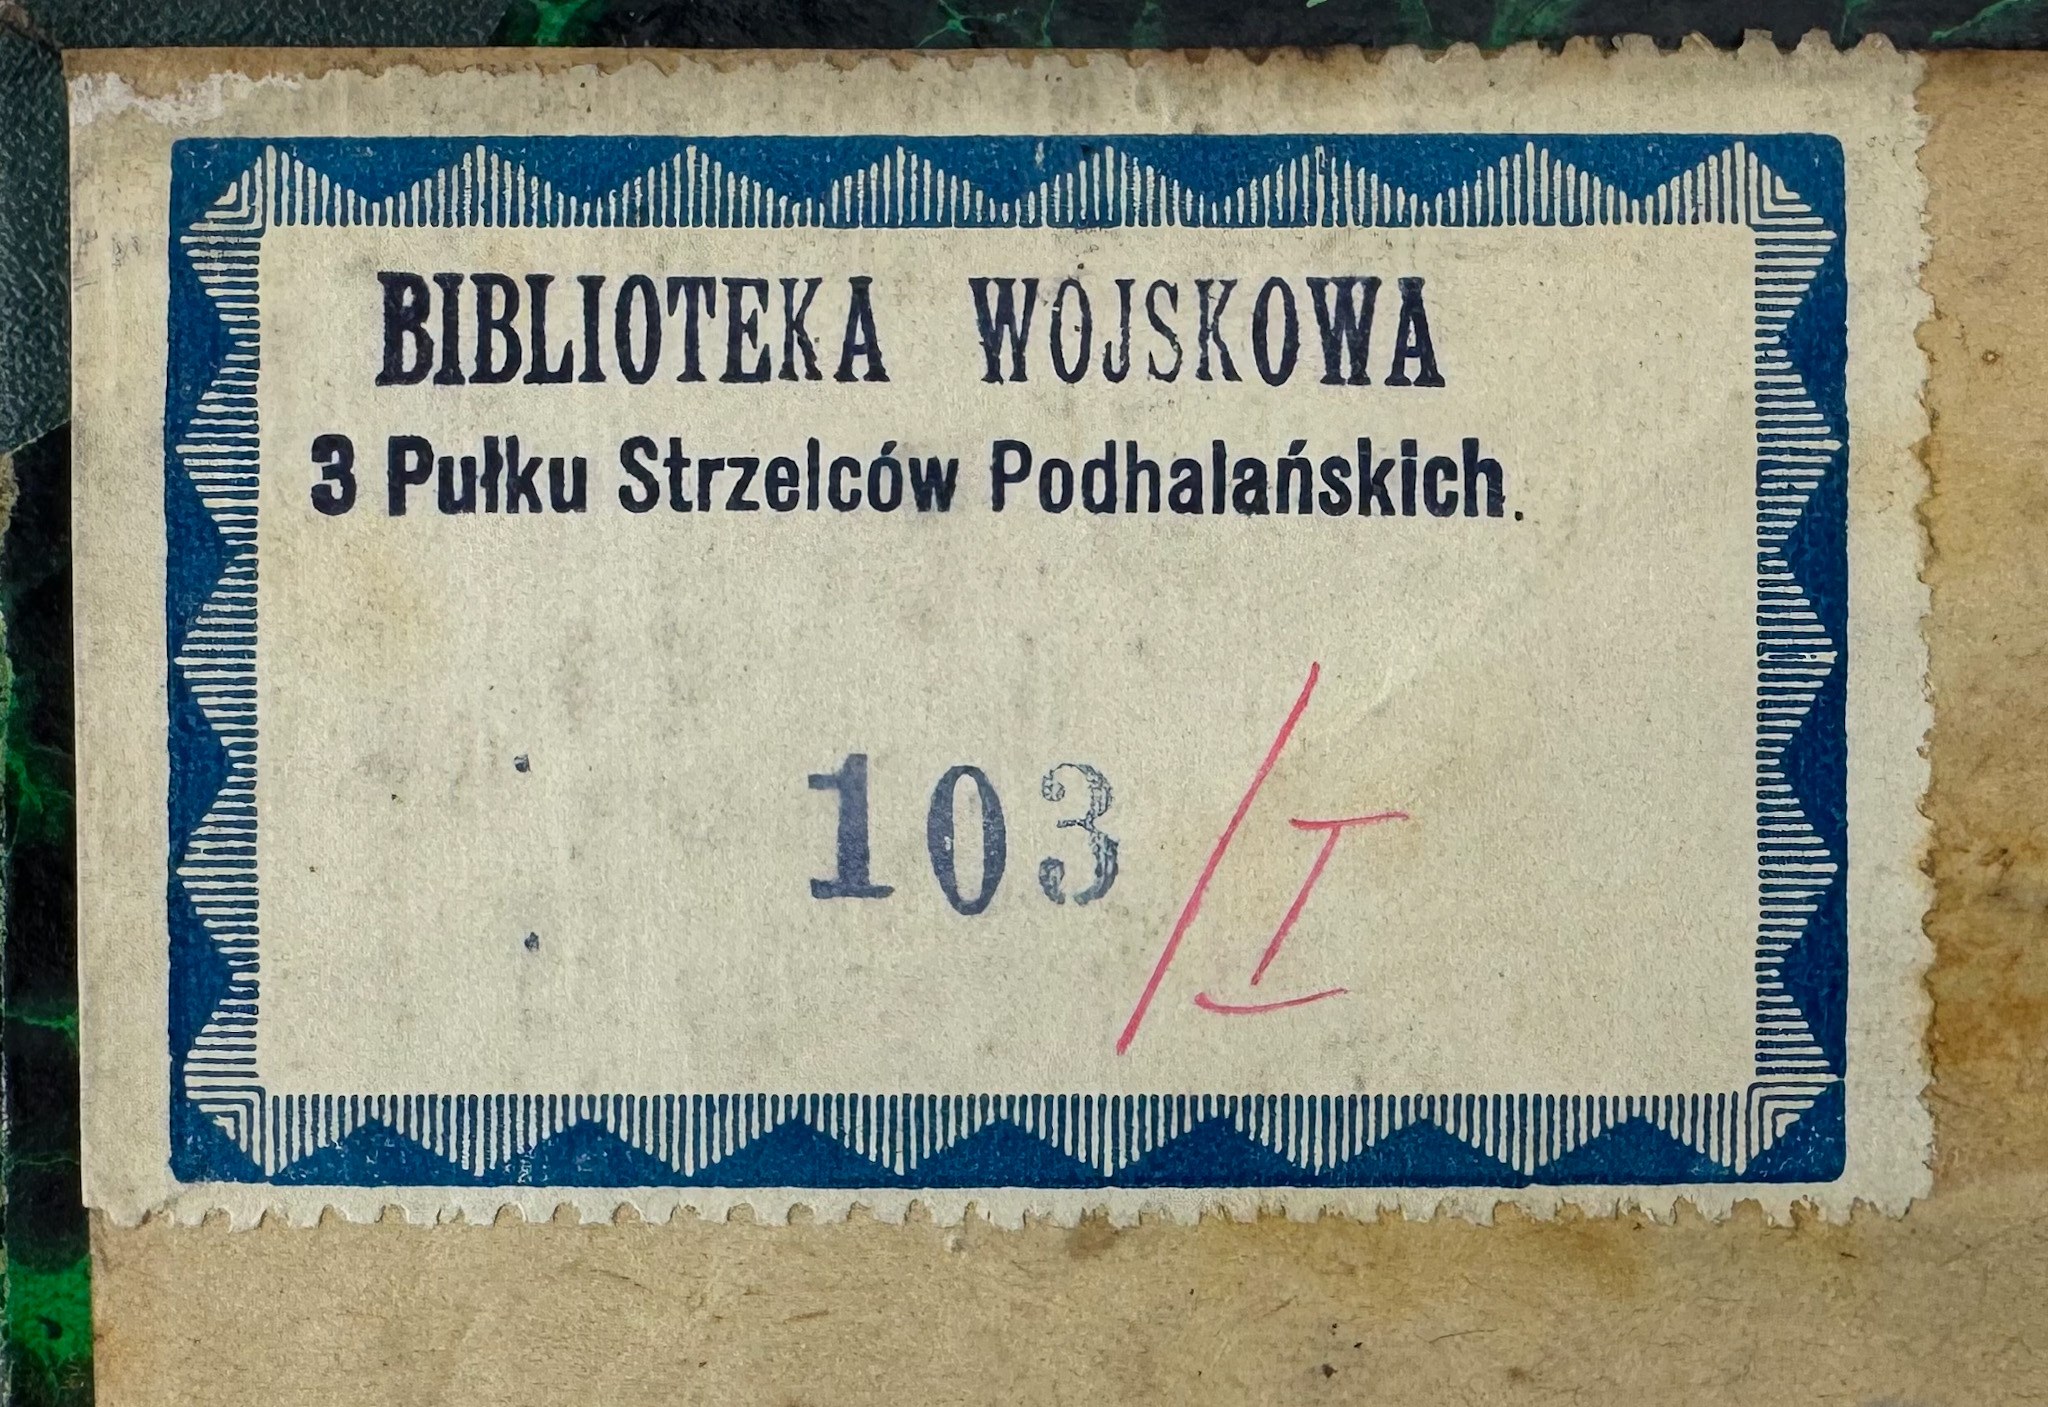 BIBLIOTEKA WOJSKOWA
3 Pułku Strzelców Podhalańskich.
103/I